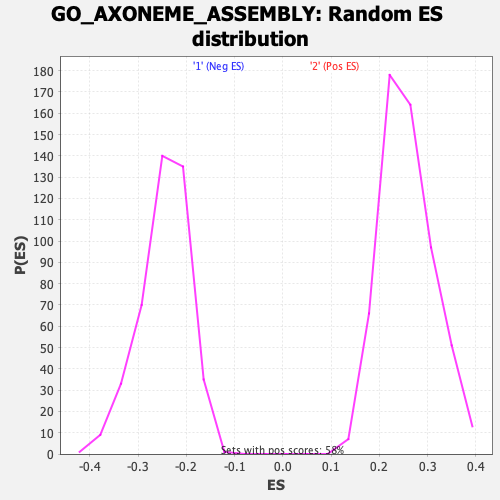 GO_AXONEME_ASSEMBLY: Random ES
distribution
'1' (Neg ES) '2' (Pos ES)
180
170
160
150
140
130
120
110
100
90
80
70
60
50
40
30
20
10
0
P(ES)
Sets with pos scores: 58%
-0.4 -0.3 -0.2 -0.1 0.0 0.1 0.2 0.3 0.4
ES